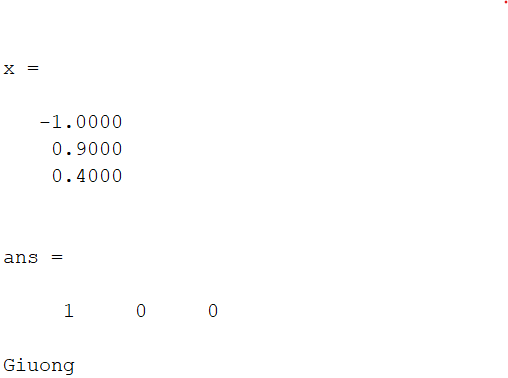 x =
-1.0000
0.9000
0.4000
ans =
1 0 0
Giuong